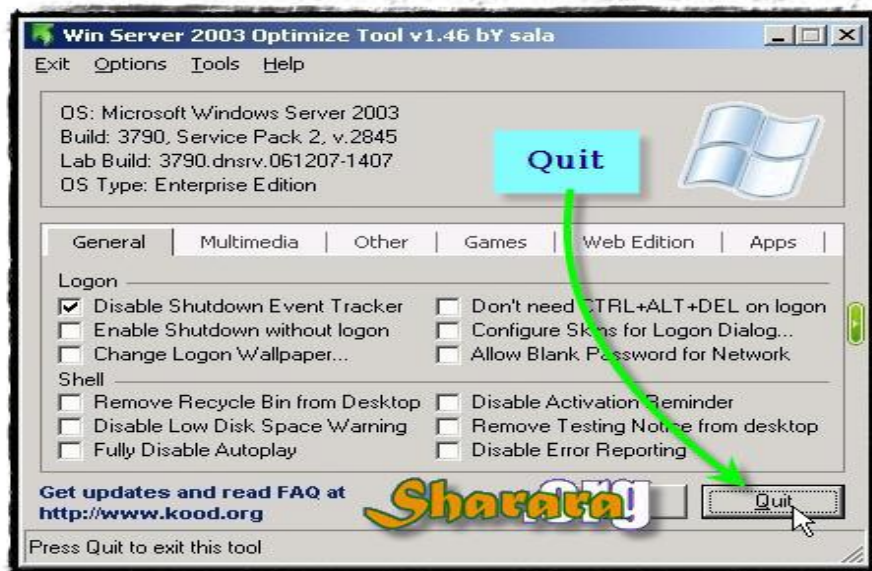 Win Server 2003 Optimize Tool v1.46 bY sala
Exit Options Tools Help
OS: Microsoft Windows Server 2003
Build: 3790, Service Pack 2, v.2845
Lab Build: 3790.dnsrv.061207-1407
OS Type: Enterprise Edition
Quit
General Multimedia Other Games Web Edition Apps
Logon
Disable Shutdown Event Tracker Don't need CTRL+ALT+DEL on logon
Enable Shutdown without logon Configure Skins for Logon Dialog...
Change Logon Wallpaper... Allow Blank Password for Network
Shell
Remove Recycle Bin from Desktop Disable Activation Reminder
Disable Low Disk Space Warning Remove Testing Notice from desktop
Fully Disable Autoplay Disable Error Reporting
Get updates and read FAQ at
http://www.kood.org
Sharara.org
Quit
Press Quit to exit this tool